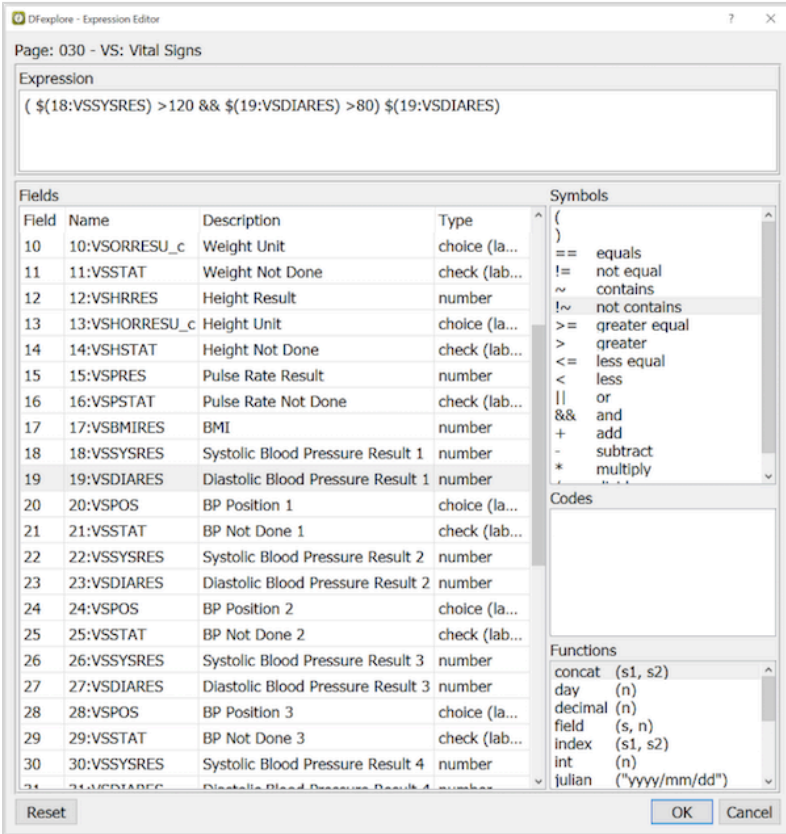 DFexplore - Expression Editor ? ×
Page: 030 - VS: Vital Signs
Expression
( $(18:VSSYSRES) >120 && $(19:VSDIARES) >80) $(19:VSDIARES)
Fields
Field Name Description Type
10 10:VSORRESU_c Weight Unit choice (la...
11 11:VSSTAT Weight Not Done check (lab...
12 12:VSHRRES Height Result number
13 13:VSHORRESU_c Height Unit choice (la...
14 14:VSHSTAT Height Not Done check (lab...
15 15:VSPRES Pulse Rate Result number
16 16:VSPSTAT Pulse Rate Not Done check (lab...
17 17:VSBMIRES BMI number
18 18:VSSYSRES Systolic Blood Pressure Result 1 number
19 19:VSDIARES Diastolic Blood Pressure Result 1 number
20 20:VSPOS BP Position 1 choice (la...
21 21:VSSTAT BP Not Done 1 check (lab...
22 22:VSSYSRES Systolic Blood Pressure Result 2 number
23 23:VSDIARES Diastolic Blood Pressure Result 2 number
24 24:VSPOS BP Position 2 choice (la...
25 25:VSSTAT BP Not Done 2 check (lab...
26 26:VSSYSRES Systolic Blood Pressure Result 3 number
27 27:VSDIARES Diastolic Blood Pressure Result 3 number
28 28:VSPOS BP Position 3 choice (la...
29 29:VSSTAT BP Not Done 3 check (lab...
30 30:VSSYSRES Systolic Blood Pressure Result 4 number
Symbols
(
)
== equals
!= not equal
~ contains
!~ not contains
>= greater equal
> greater
<= less equal
< less
|| or
&& and
+ add
- subtract
* multiply
Codes
Functions
concat (s1, s2)
day (n)
decimal (n)
field (s, n)
index (s1, s2)
int (n)
julian ("yyyy/mm/dd")
Reset OK Cancel